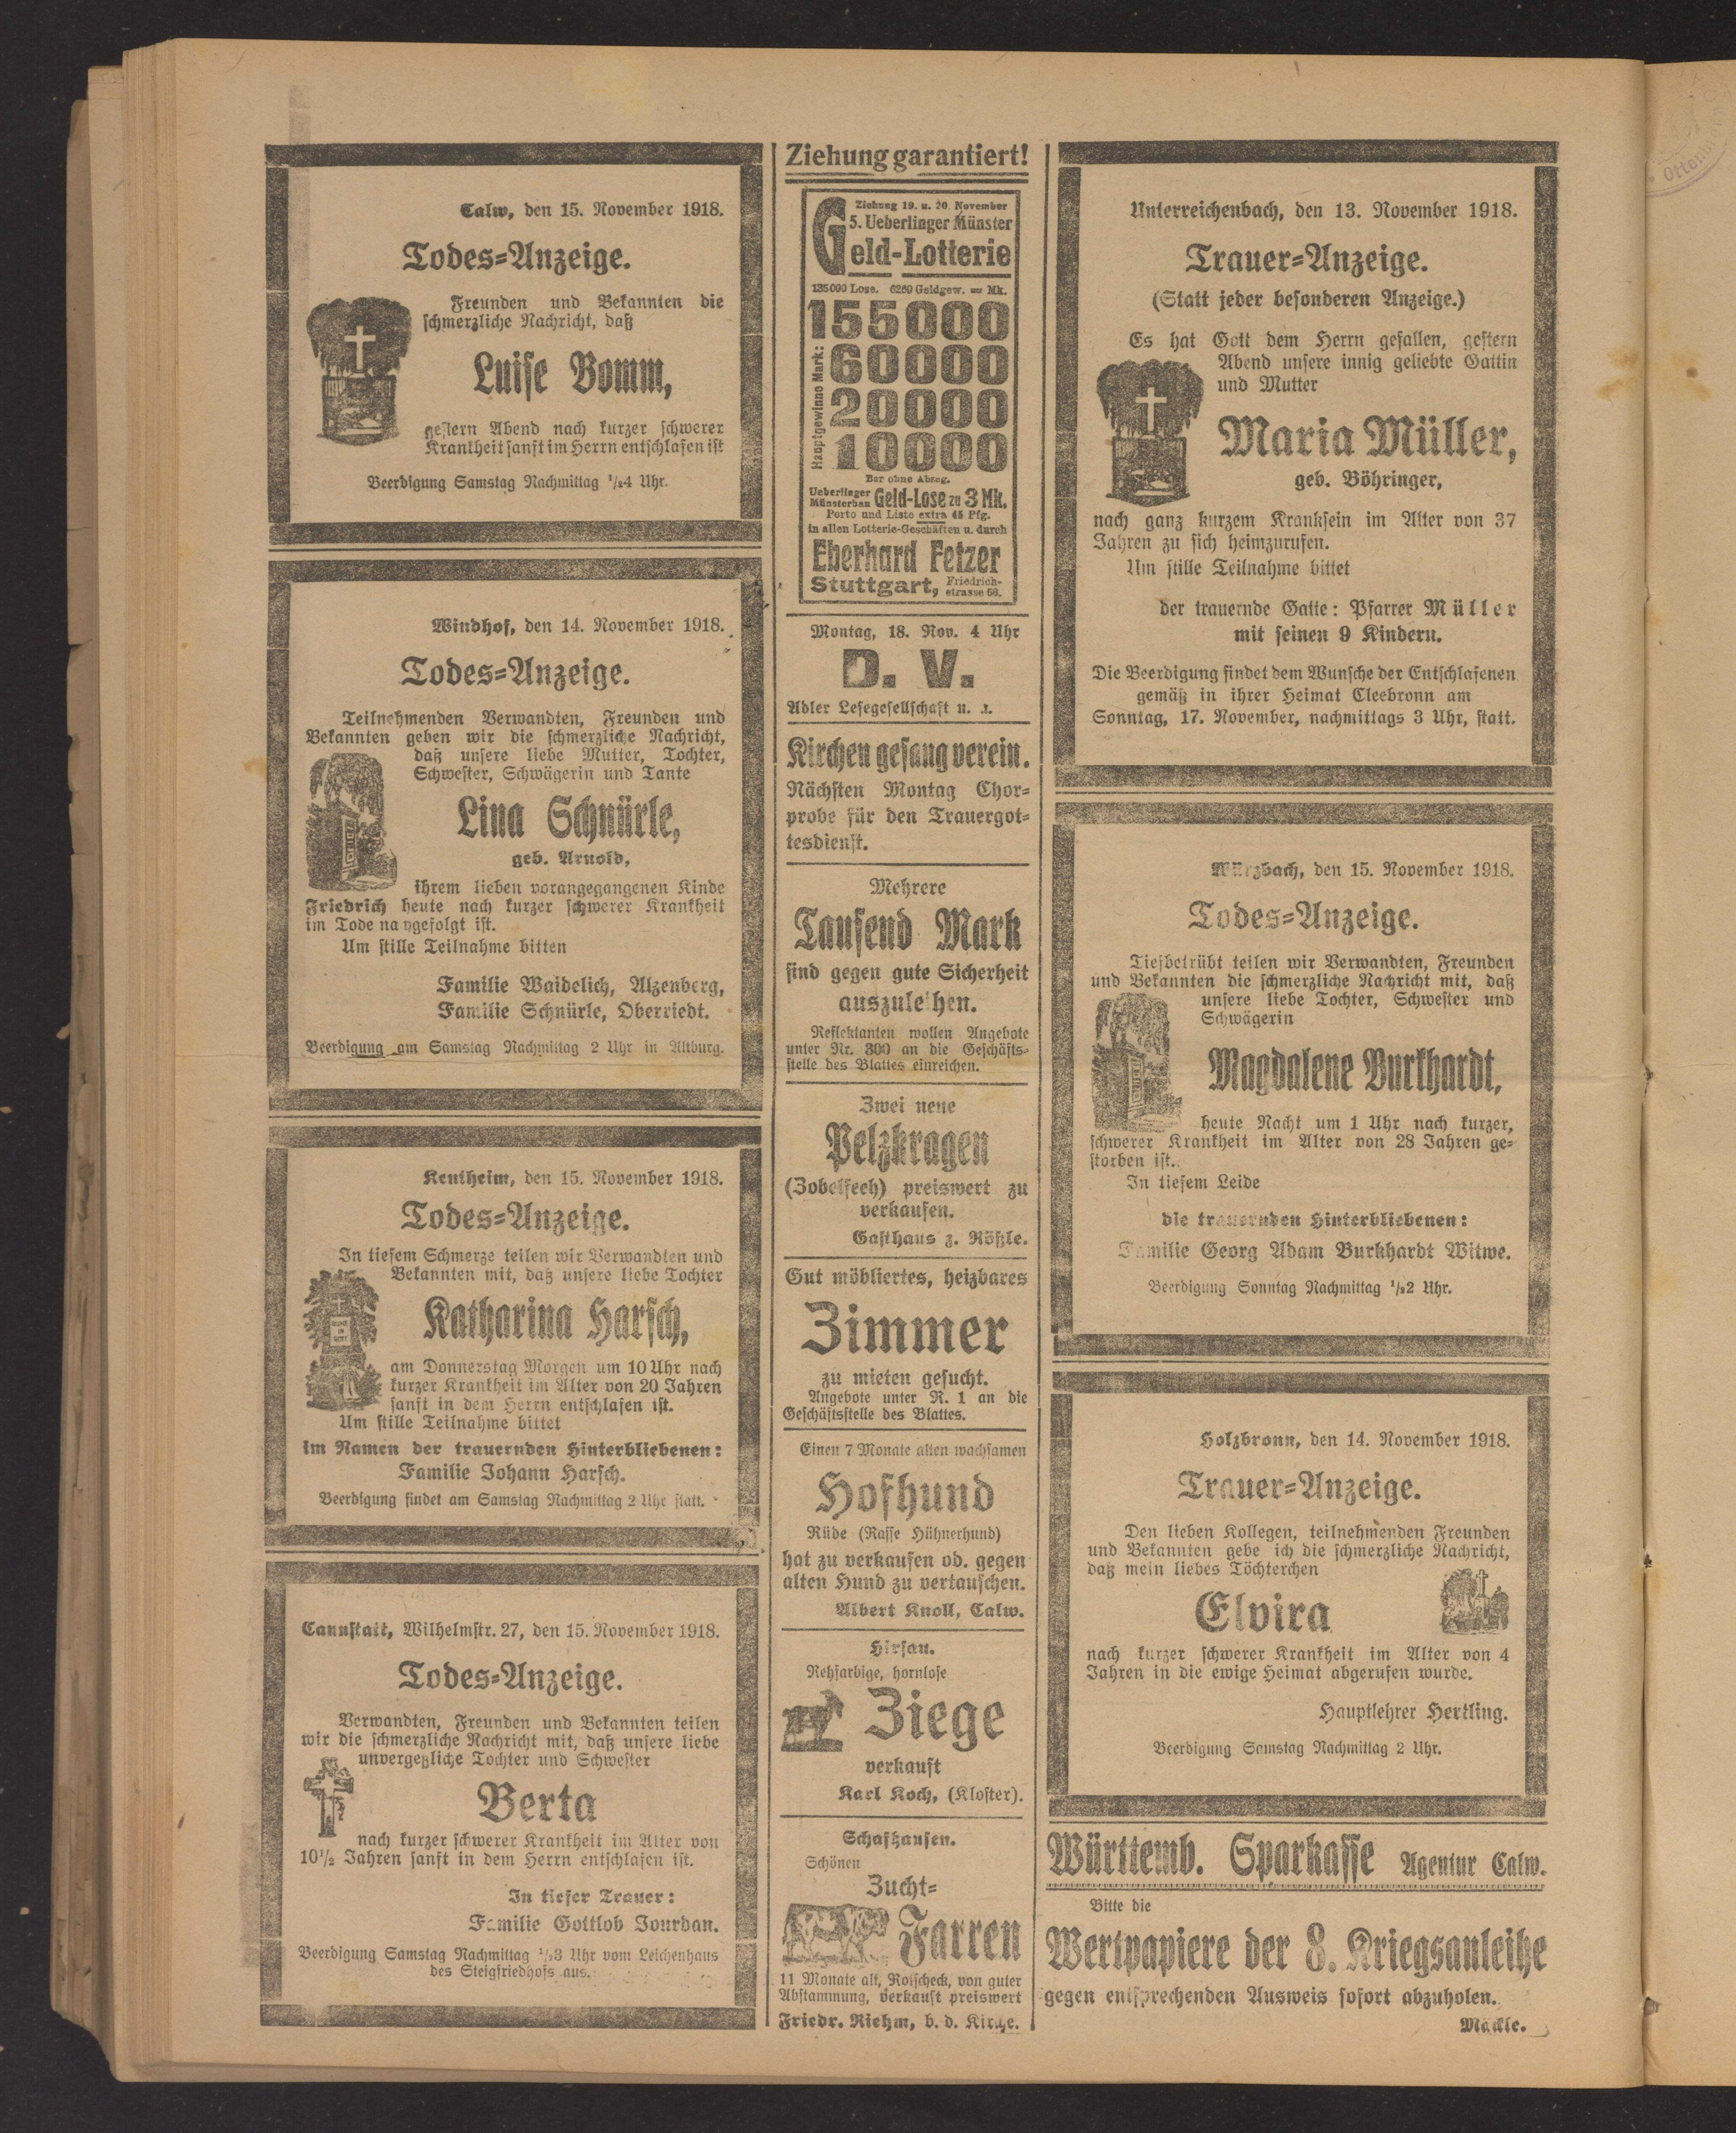 Calw, den 15. November 1918.
Todes-Anzeige.
Freunden und Bekannten die
schmerzliche Nachricht, daß
Luise Bomm,
gestern Abend nach kurzer schwerer
Krankheit sanft im Herrn entschlafen ist
Beerdigung Samstag Nachmittag 1/24 Uhr.
Windhof, den 14. November 1918.
Todes-Anzeige.
Teilnehmenden Verwandten, Freunden und
Bekannten geben wir die schmerzliche Nachricht,
daß unsere liebe Mutter, Tochter,
Schwester, Schwägerin und Tante
Lina Schnürle,
geb. Arnold,
ihrem lieben vorangegangenen Kinde
Friedrich heute nach kurzer schwerer Krankheit
im Tode na hgefolgt ist.
Um stille Teilnahme bitten
Familie Waidelich, Alzenberg,
Familie Schnürle, Oberriedt.
Beerdigung am Samstag Nachmittag 2 Uhr in Altburg.
Kentheim, den 15. November 1918.
Todes-Anzeige.
In tiefem Schmerze teilen wir Verwandten und
Bekannten mit, daß unsere liebe Tochter
Katharina Harsch,
am Donnerstag Morgen um 10 Uhr nach
kurzer Krankheit im Alter von 20 Jahren
sanft in dem Herrn entschlafen ist.
Um stille Teilnahme bittet
im Namen der trauernden Hinterbliebenen:
Familie Johann Harsch.
Beerdigung findet am Samstag Nachmittag 2 Uhr statt.
Cannstatt, Wilhelmstr. 27, den 15. November 1918.
Todes-Anzeige.
Verwandten, Freunden und Bekannten teilen
wir die schmerzliche Nachricht mit, daß unsere liebe
unvergeßliche Tochter und Schwester
Berta
nach kurzer schwerer Krankheit im Alter von
10 1/2 Jahren sanft in dem Herrn entschlafen ist.
In tiefer Trauer:
Familie Gottlob Jourdan.
Beerdigung Samstag Nachmittag 1/23 Uhr vom Leichenhaus
des Steigfriedhofs aus.
Ziehung garantiert!
Ziehung 19. u. 20. November
5. Ueberlinger Münster
Geld-Lotterie
135000 Lose. 6260 Geldgew. = Mk.
155000
Hauptgewinne Mark:
60000
20000
10000
Bar ohne Abzug.
Ueberlinger Münsterbau Geld-Lose zu 3 Mk.
Porto und Liste extra 45 Pfg.
in allen Lotterie-Geschäften u. durch
Eberhard Fetzer
Stuttgart, Friedrich-
strasse 56.
Montag, 18. Nov. 4 Uhr
D. V.
Adler Lesegesellschaft u.
Kirchengesangverein.
Nächsten Montag Chor-
probe für den Trauergot-
tesdienst.
Mehrere
Tausend Mark
sind gegen gute Sicherheit
auszuleihen.
Reflektanten wollen Angebote
unter Nr. 300 an die Geschäfts-
stelle des Blattes einreichen.
Zwei neue
Pelzkragen
(Zobelfeeh) preiswert zu
verkaufen.
Gasthaus z. Rößle.
Gut möbliertes, heizbares
Zimmer
zu mieten gesucht.
Angebote unter R. 1 an die
Geschäftsstelle des Blattes.
Einen 7 Monate alten wachsamen
Hofhund
Rüde (Rasse Hühnerhund)
hat zu verkaufen od. gegen
alten Hund zu vertauschen.
Albert Knoll, Calw.
Hirsau.
Rehfarbige, hornlose
Ziege
verkauft
Karl Koch, (Kloster).
Schafhausen.
Schönen
Zucht-
Farren
11 Monate alt, Rotscheck, von guter
Abstammung, verkauft preiswert
Friedr. Riehm, b. d. Kirche.
Unterreichenbach, den 13. November 1918.
Trauer-Anzeige.
(Statt jeder besonderen Anzeige.)
Es hat Gott dem Herrn gefallen, gestern
Abend unsere innig geliebte Gattin
und Mutter
Maria Müller,
geb. Böhringer,
nach ganz kurzem Kranksein im Alter von 37
Jahren zu sich heimzurufen.
Um stille Teilnahme bittet
der trauernde Gatte: Pfarrer Müller
mit seinen 9 Kindern.
Die Beerdigung findet dem Wunsche der Entschlafenen
gemäß in ihrer Heimat Cleebronn am
Sonntag, 17. November, nachmittags 3 Uhr, statt.
Würzbach, den 15. November 1918.
Todes-Anzeige.
Tiefbetrübt teilen wir Verwandten, Freunden
und Bekannten die schmerzliche Nachricht mit, daß
unsere liebe Tochter, Schwester und
Schwägerin
Magdalene Burkhardt,
heute Nacht um 1 Uhr nach kurzer,
schwerer Krankheit im Alter von 28 Jahren ge-
storben ist.
In tiefem Leide
die trauernden Hinterbliebenen:
Familie Georg Adam Burkhardt Witwe.
Beerdigung Sonntag Nachmittag 1/22 Uhr.
Holzbronn, den 14. November 1918.
Trauer-Anzeige.
Den lieben Kollegen, teilnehmenden Freunden
und Bekannten gebe ich die schmerzliche Nachricht,
daß mein liebes Töchterchen
Elvira
nach kurzer schwerer Krankheit im Alter von 4
Jahren in die ewige Heimat abgerufen wurde.
Hauptlehrer Hertling.
Beerdigung Samstag Nachmittag 2 Uhr.
Württemb. Sparkasse Agentur Calw.
Bitte die
Wertpapiere der 8. Kriegsanleihe
gegen entsprechenden Ausweis sofort abzuholen.
Mäckle.